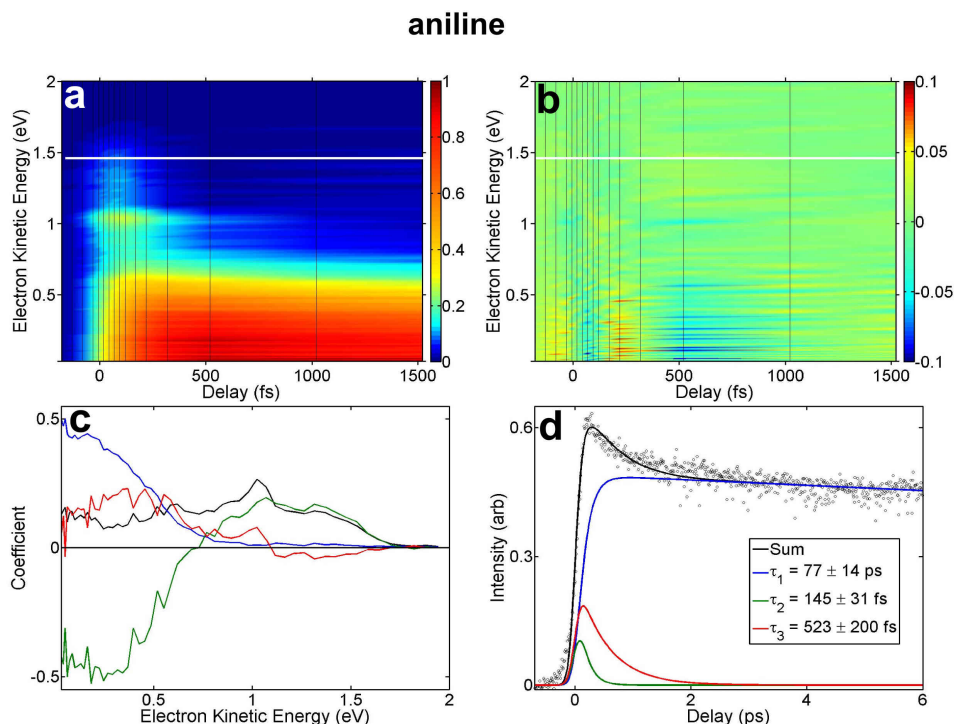 aniline
a
Electron Kinetic Energy (eV)
2
1.5
1
0.5
0
500
1000
1500
Delay (fs)
1
0.8
0.6
0.4
0.2
0
b
Electron Kinetic Energy (eV)
2
1.5
1
0.5
0
500
1000
1500
Delay (fs)
0.1
0.05
0
-0.05
-0.1
c
Coefficient
0.5
0
-0.5
0.5
1
1.5
2
Electron Kinetic Energy (eV)
d
Intensity (arb)
0.6
0.3
0
0
2
4
6
Delay (ps)
Sum
τ1 = 77 ± 14 ps
τ2 = 145 ± 31 fs
τ3 = 523 ± 200 fs